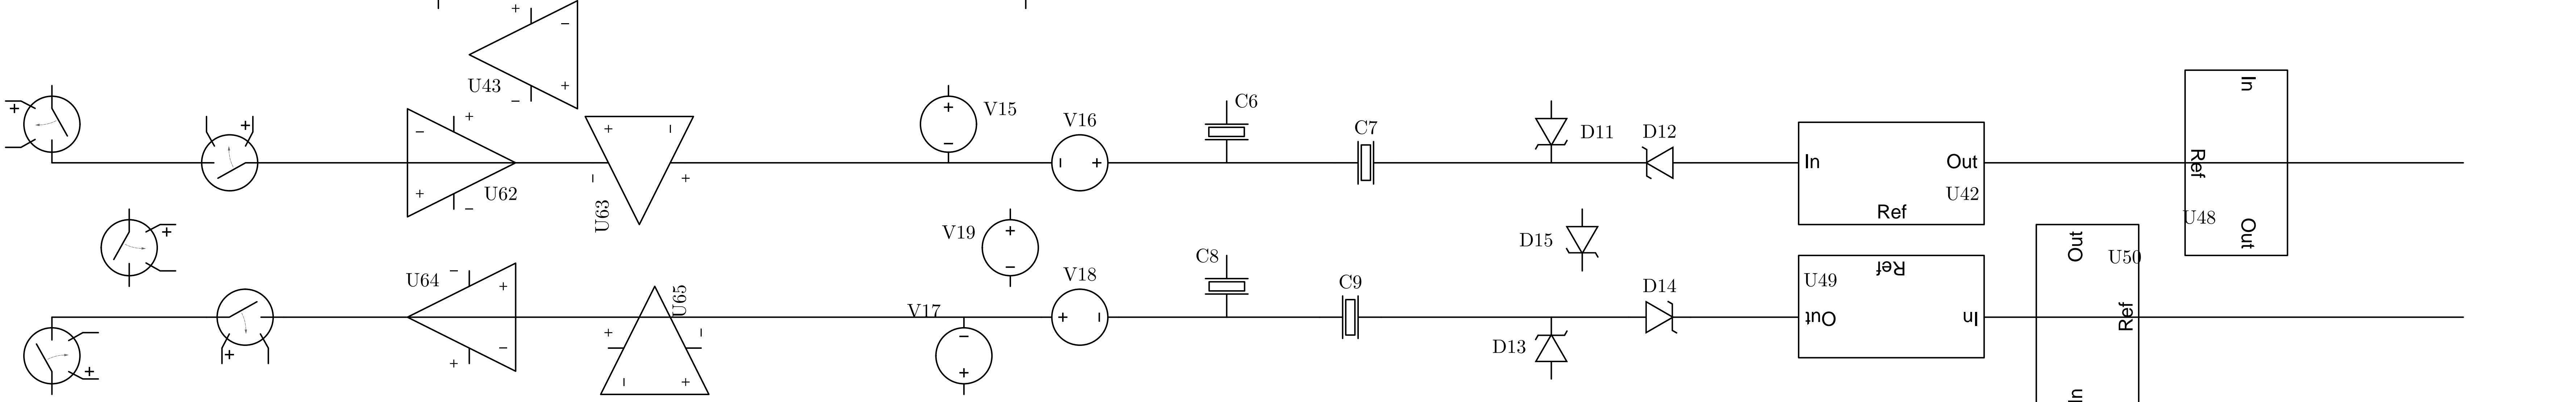 + −
U43 + −
+ + + − + − V15 + C6 D11 In
V16 C7 D12
− + In Out Ref
+ − U62 − + U42
U63 Ref U48
+ V19 + D15 Out U50 Out
− −
U64 − + U65 V18 C8 C9 D14 U49 Ref
V17 + − Out In Ref
+ − + − − D13
+ + − + + In